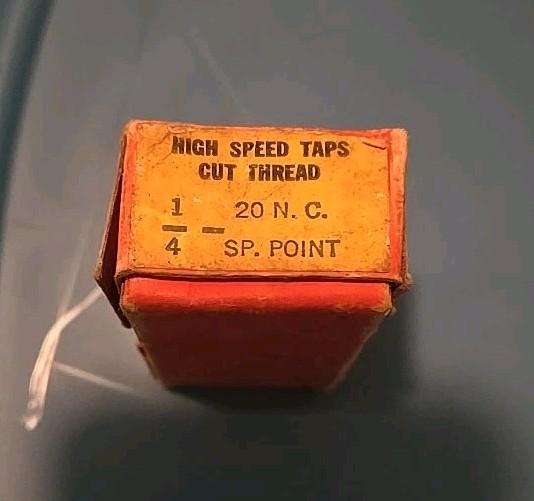 HIGH SPEED TAPS
CUT THREAD
1/4 - 20 N. C.
SP. POINT